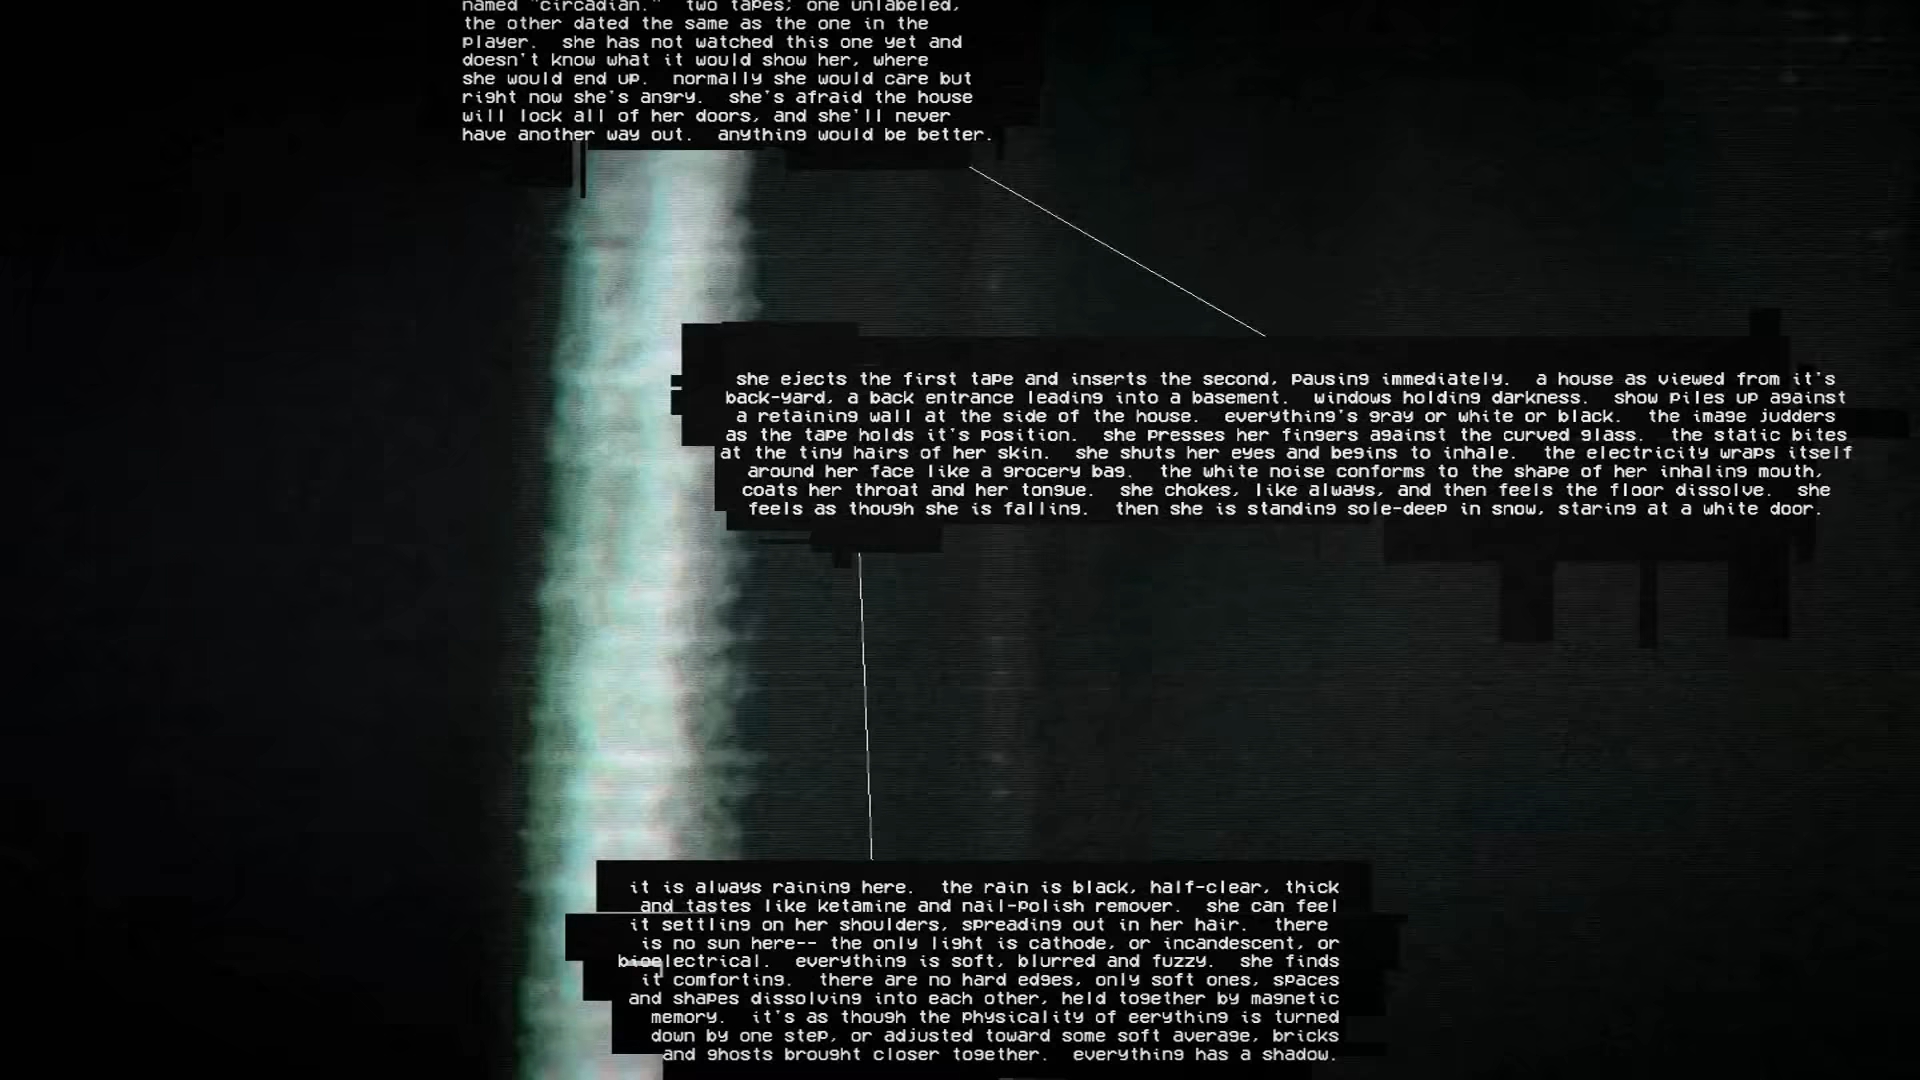 named "circadian."  two tapes; one unlabeled,
the other dated the same as the one in the
player.  she has not watched this one yet and
doesn't know what it would show her, where
she would end up.  normally she would care but
right now she's angry.  she's afraid the house
will lock all of her doors, and she'll never
have another way out.  anything would be better.
she ejects the first tape and inserts the second, pausing immediately.  a house as viewed from it's
back-yard, a back entrance leading into a basement.  windows holding darkness.  show piles up against
a retaining wall at the side of the house.  everything's gray or white or black.  the image judders
as the tape holds it's position.  she presses her fingers against the curved glass.  the static bites
at the tiny hairs of her skin.  she shuts her eyes and begins to inhale.  the electricity wraps itself
around her face like a grocery bag.  the white noise conforms to the shape of her inhaling mouth,
coats her throat and her tongue.  she chokes, like always, and then feels the floor dissolve.  she
feels as though she is falling.  then she is standing sole-deep in snow, staring at a white door.
it is always raining here.  the rain is black, half-clear, thick
and tastes like ketamine and nail-polish remover.  she can feel
it settling on her shoulders, spreading out in her hair.  there
is no sun here-- the only light is cathode, or incandescent, or
bioelectrical.  everything is soft, blurred and fuzzy.  she finds
it comforting.  there are no hard edges, only soft ones, spaces
and shapes dissolving into each other, held together by magnetic
memory.  it's as though the physicality of eerything is turned
down by one step, or adjusted toward some soft average, bricks
and ghosts brought closer together.  everything has a shadow.